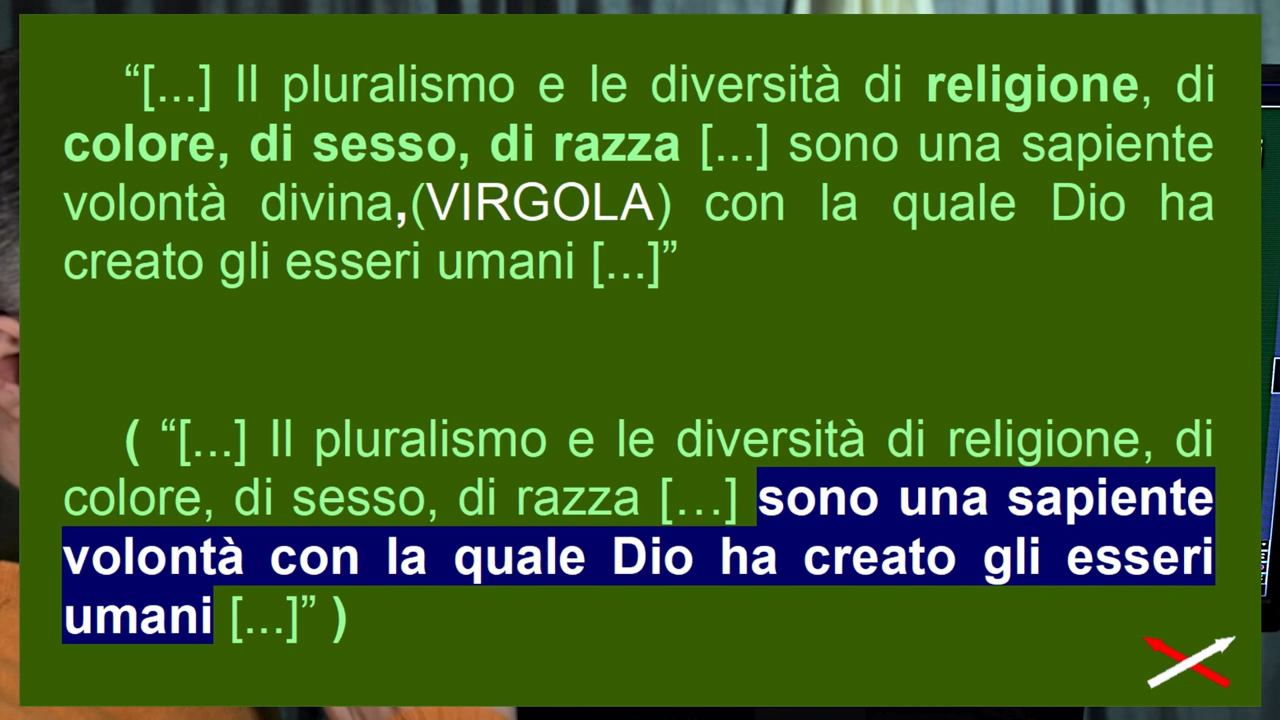 “[...] Il pluralismo e le diversità di religione, di
colore, di sesso, di razza [...] sono una sapiente
volontà divina,(VIRGOLA) con la quale Dio ha
creato gli esseri umani [...]”
( “[...] Il pluralismo e le diversità di religione, di
colore, di sesso, di razza […] sono una sapiente
volontà con la quale Dio ha creato gli esseri
umani [...]” )